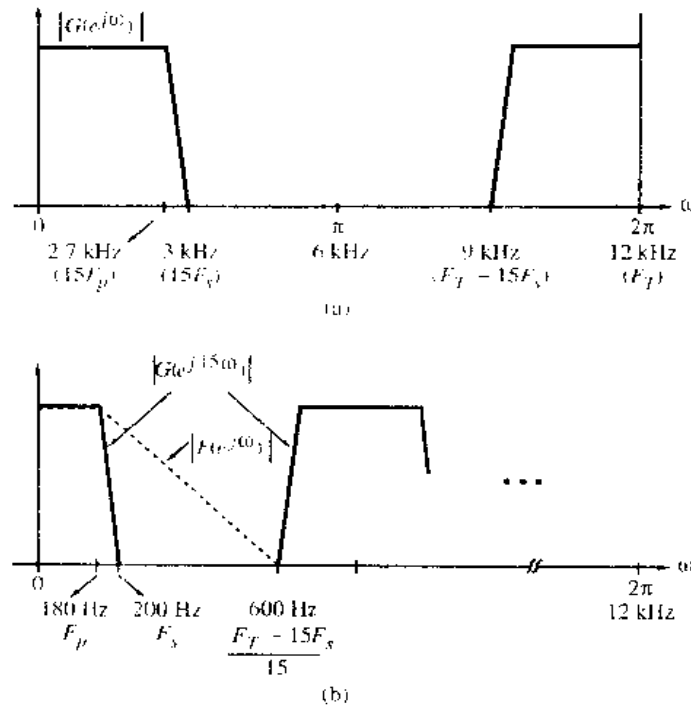 |G(e^{jω})|
0 π 2π ω
2.7 kHz 3 kHz 6 kHz 9 kHz 12 kHz
(15F_p) (15F_s) (F_T − 15F_s) (F_T)
(a)
|G(e^{j15ω})|
|F(e^{jω})|
...
0 2π ω
180 Hz 200 Hz 600 Hz 12 kHz
F_p F_s F_T − 15F_s
15
(b)